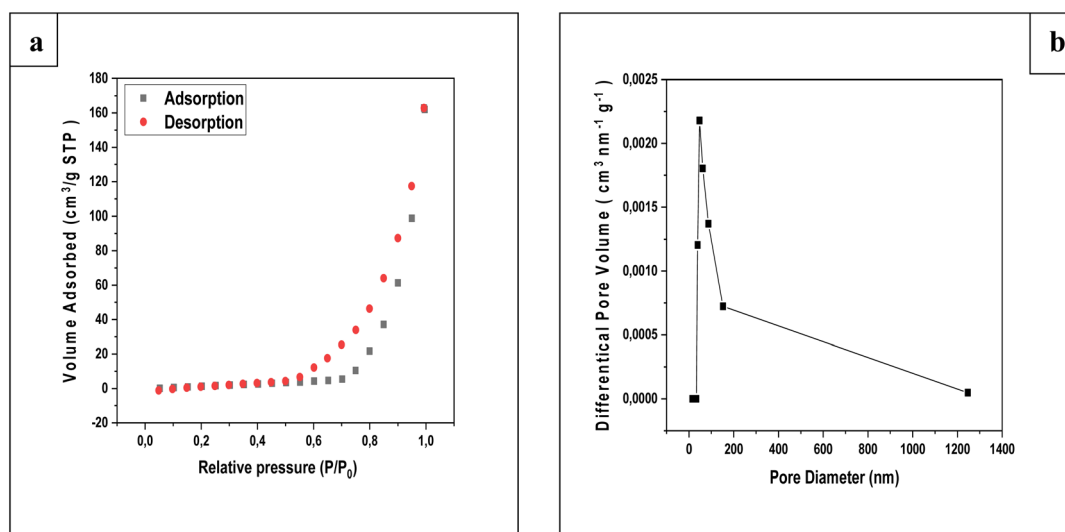 a
180
160
140
120
100
80
60
40
20
0
-20
Volume Adsorbed (cm³/g STP)
Adsorption
Desorption
0,0 0,2 0,4 0,6 0,8 1,0
Relative pressure (P/P₀)
b
0,0025
0,0020
0,0015
0,0010
0,0005
0,0000
Differentical Pore Volume ( cm³ nm⁻¹ g⁻¹)
0 200 400 600 800 1000 1200 1400
Pore Diameter (nm)